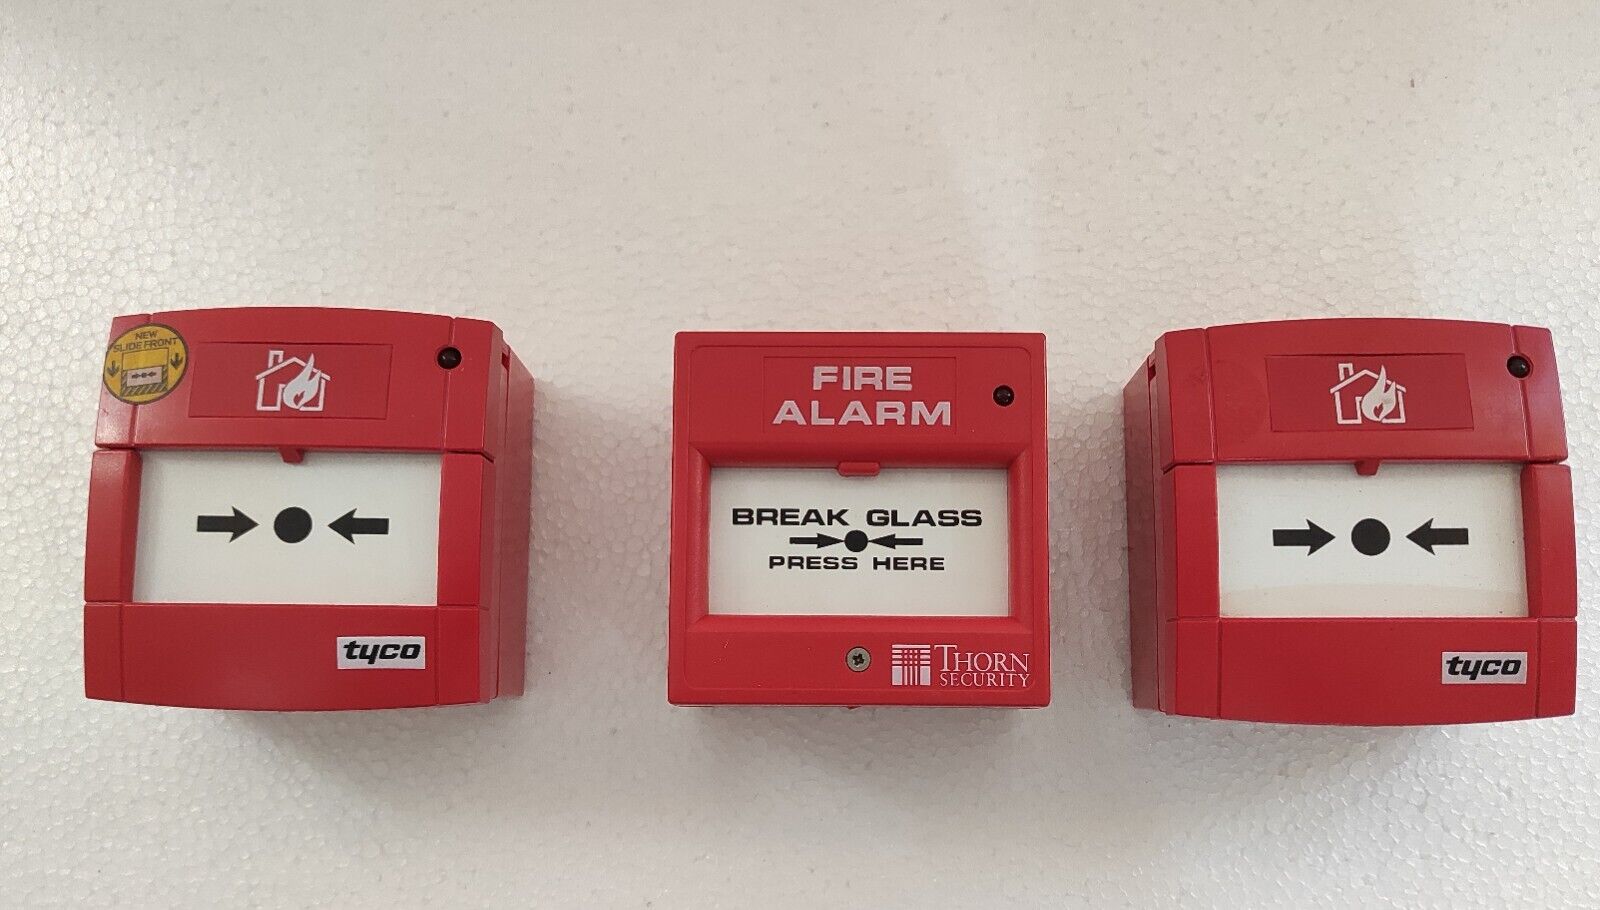 NEW
SLIDE FRONT
tyco
FIRE
ALARM
BREAK GLASS
PRESS HERE
THORN
SECURITY
tyco